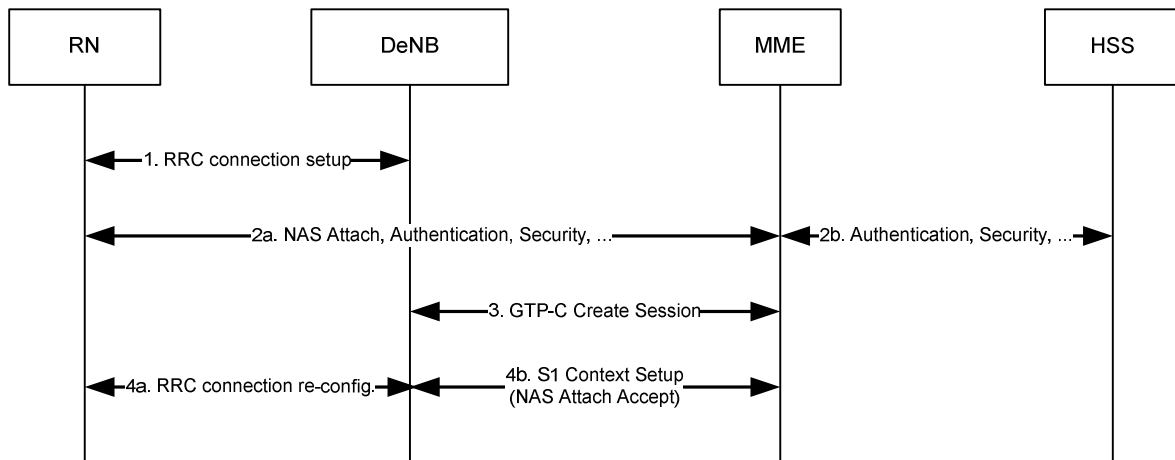 RN
DeNB
MME
HSS
1. RRC connection setup
2a. NAS Attach, Authentication, Security, ...
2b. Authentication, Security, ...
3. GTP-C Create Session
4a. RRC connection re-config.
4b. S1 Context Setup
(NAS Attach Accept)